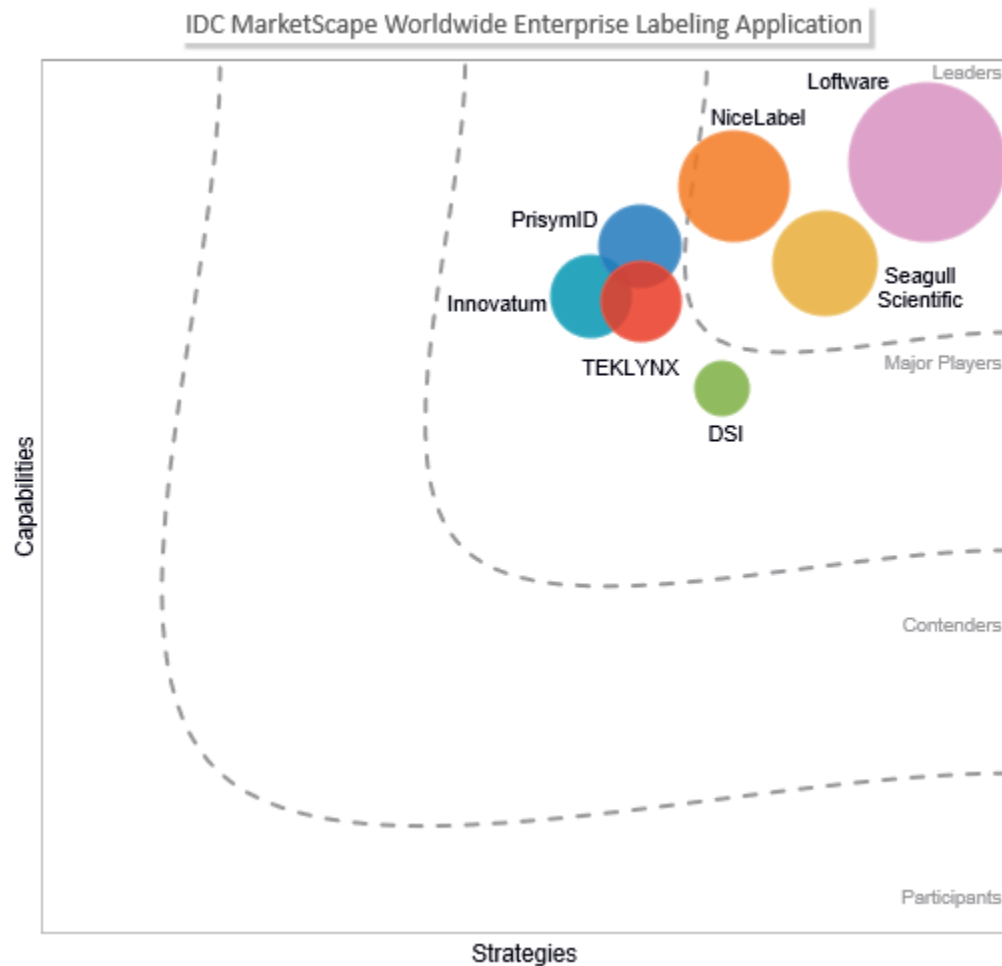 IDC MarketScape Worldwide Enterprise Labeling Application
Leaders
Loftware
NiceLabel
PrisymID
Seagull
Scientific
Innovatum
TEKLYNX
Major Players
DSI
Capabilities
Contenders
Participants
Strategies